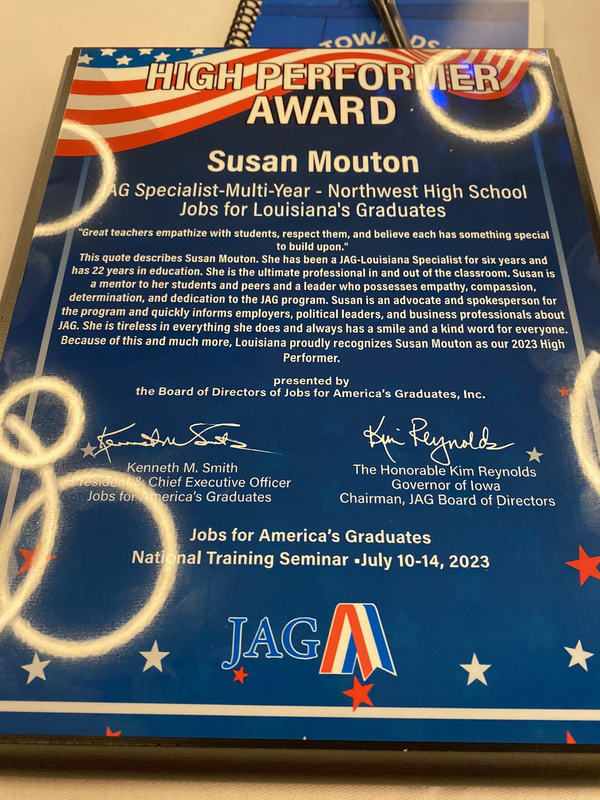 TOWARDS
HIGH PERFORMER
AWARD
Susan Mouton
JAG Specialist-Multi-Year - Northwest High School
Jobs for Louisiana's Graduates
"Great teachers empathize with students, respect them, and believe each has something special
to build upon."
This quote describes Susan Mouton. She has been a JAG-Louisiana Specialist for six years and
has 22 years in education. She is the ultimate professional in and out of the classroom. Susan is
a mentor to her students and peers and a leader who possesses empathy, compassion,
determination, and dedication to the JAG program. Susan is an advocate and spokesperson for
the program and quickly informs employers, political leaders, and business professionals about
JAG. She is tireless in everything she does and always has a smile and a kind word for everyone.
Because of this and much more, Louisiana proudly recognizes Susan Mouton as our 2023 High
Performer.
presented by
the Board of Directors of Jobs for America's Graduates, Inc.
Kenneth M. Smith
Kim Reynolds
Kenneth M. Smith
President & Chief Executive Officer
Jobs for America's Graduates
The Honorable Kim Reynolds
Governor of Iowa
Chairman, JAG Board of Directors
Jobs for America's Graduates
National Training Seminar ▪July 10-14, 2023
JAG